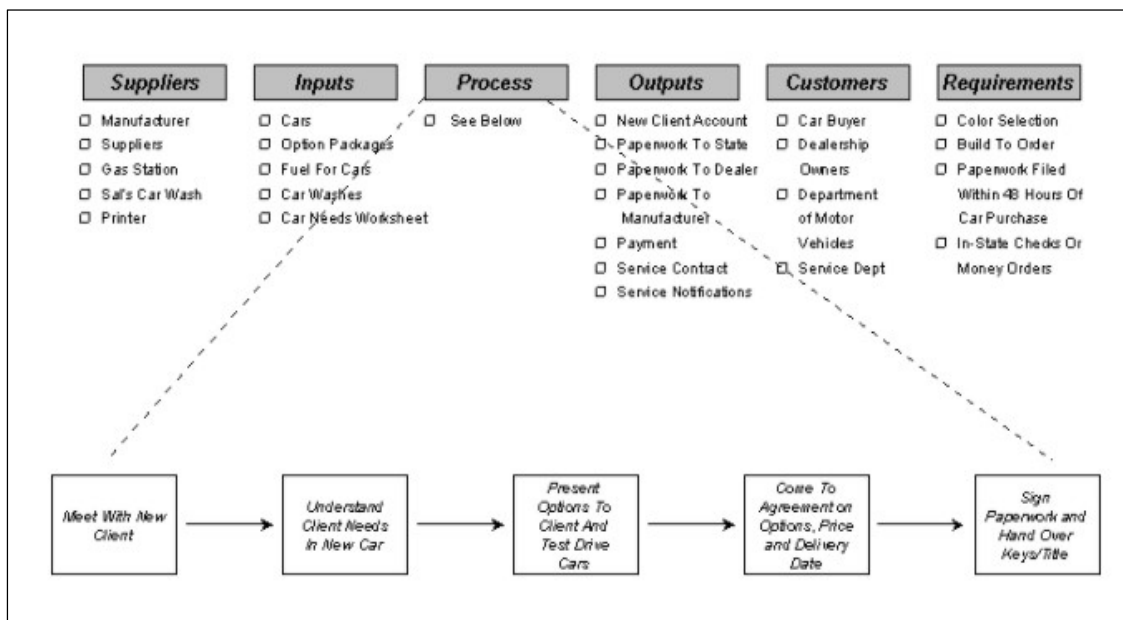 Suppliers
Manufacturer
Suppliers
Gas Station
Sal's Car Wash
Printer
Inputs
Cars
Option Packages
Fuel For Cars
Car Washes
Car Needs Worksheet
Process
See Below
Outputs
New Client Account
Paperwork To State
Paperwork To Dealer
Paperwork To
Manufacturer
Payment
Service Contract
Service Notifications
Customers
Car Buyer
Dealership
Owners
Department
of Motor
Vehicles
Service Dept
Requirements
Color Selection
Build To Order
Paperwork Filed
Within 48 Hours Of
Car Purchase
In-State Checks Or
Money Orders
Meet With New
Client
Understand
Client Needs
In New Car
Present
Options To
Client And
Test Drive
Cars
Come To
Agreement on
Options, Price
and Delivery
Date
Sign
Paperwork and
Hand Over
Keys/Title